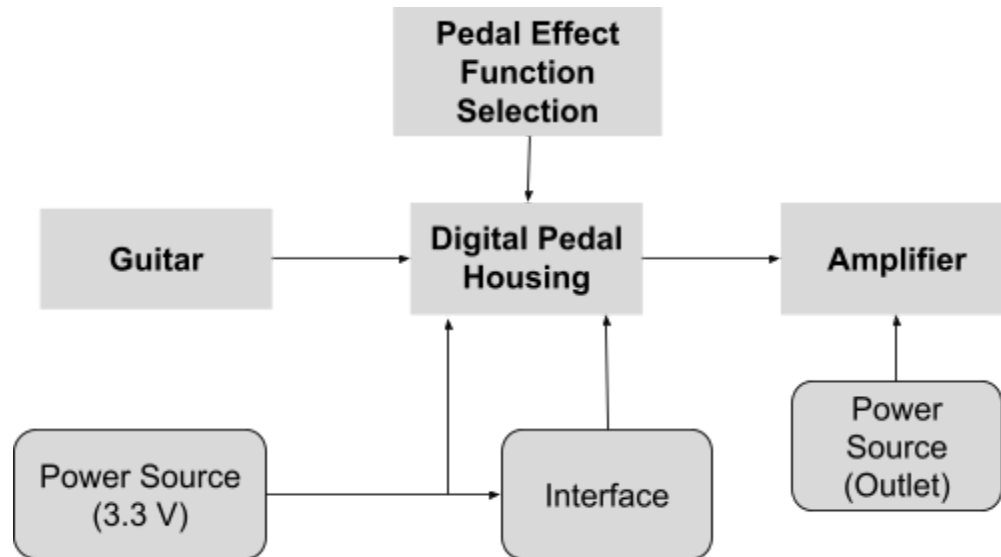 Pedal Effect
Function
Selection
Guitar
Digital Pedal
Housing
Amplifier
Power Source
(3.3 V)
Interface
Power
Source
(Outlet)